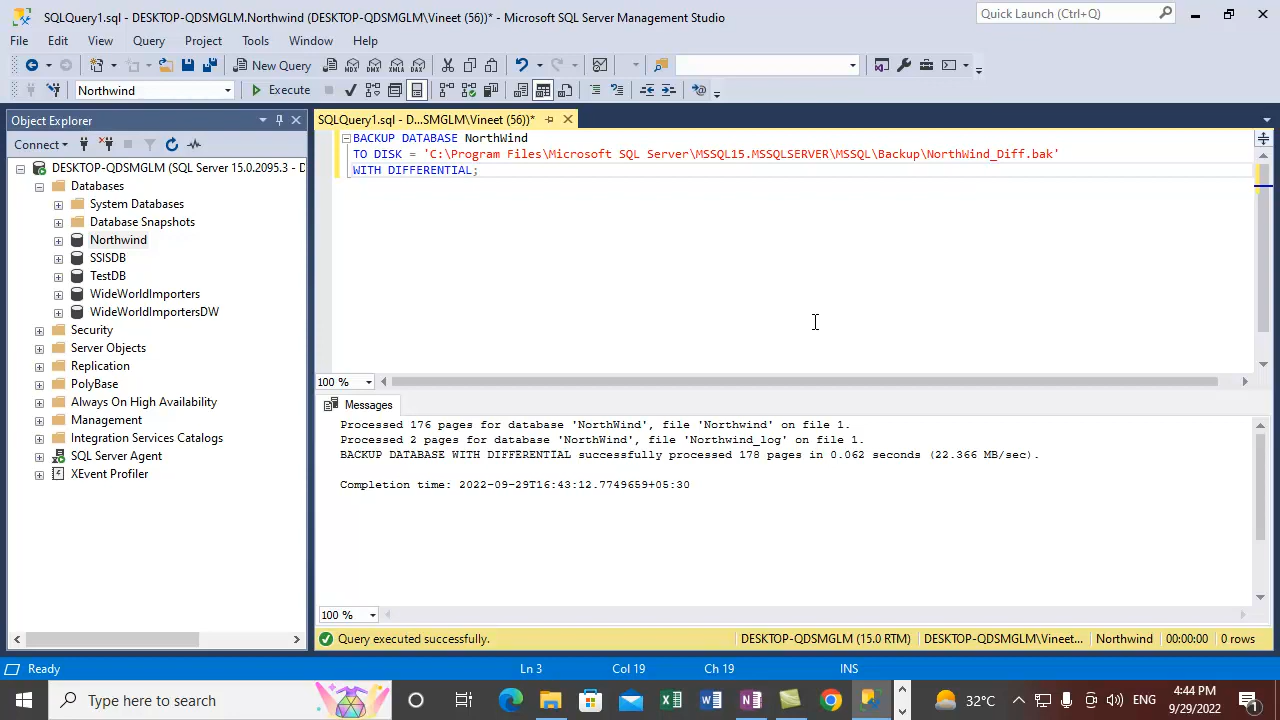 SQLQuery1.sql - DESKTOP-QDSMGLM.Northwind (DESKTOP-QDSMGLM\Vineet (56))* - Microsoft SQL Server Management Studio
Quick Launch (Ctrl+Q)
File Edit View Query Project Tools Window Help
New Query
MDX DMX XMLA DAX
Northwind
Execute
Object Explorer
SQLQuery1.sql - D...SMGLM\Vineet (56))*
Connect
DESKTOP-QDSMGLM (SQL Server 15.0.2095.3 -
Databases
System Databases
Database Snapshots
Northwind
SSISDB
TestDB
WideWorldImporters
WideWorldImportersDW
Security
Server Objects
Replication
PolyBase
Always On High Availability
Management
Integration Services Catalogs
SQL Server Agent
XEvent Profiler
BACKUP DATABASE NorthWind
TO DISK = 'C:\Program Files\Microsoft SQL Server\MSSQL15.MSSQLSERVER\MSSQL\Backup\NorthWind_Diff.bak'
WITH DIFFERENTIAL;
100 %
Messages
Processed 176 pages for database 'NorthWind', file 'Northwind' on file 1.
Processed 2 pages for database 'NorthWind', file 'Northwind_log' on file 1.
BACKUP DATABASE WITH DIFFERENTIAL successfully processed 178 pages in 0.062 seconds (22.366 MB/sec).
Completion time: 2022-09-29T16:43:12.7749659+05:30
100 %
Query executed successfully.
DESKTOP-QDSMGLM (15.0 RTM)
DESKTOP-QDSMGLM\Vineet...
Northwind
00:00:00
0 rows
Ready
Ln 3
Col 19
Ch 19
INS
Type here to search
32°C
ENG
4:44 PM
9/29/2022
1